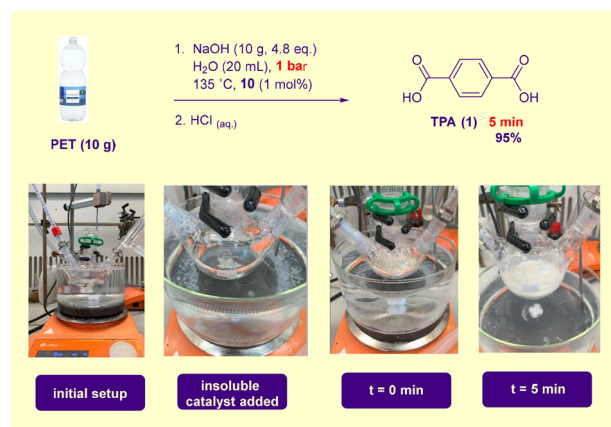 1. NaOH (10 g, 4.8 eq.)
H₂O (20 mL), 1 bar
135 ˚C, 10 (1 mol%)
2. HCl (aq.)
PET (10 g)
O
HO
O
OH
TPA (1) 5 min
95%
initial setup
insoluble
catalyst added
t = 0 min
t = 5 min